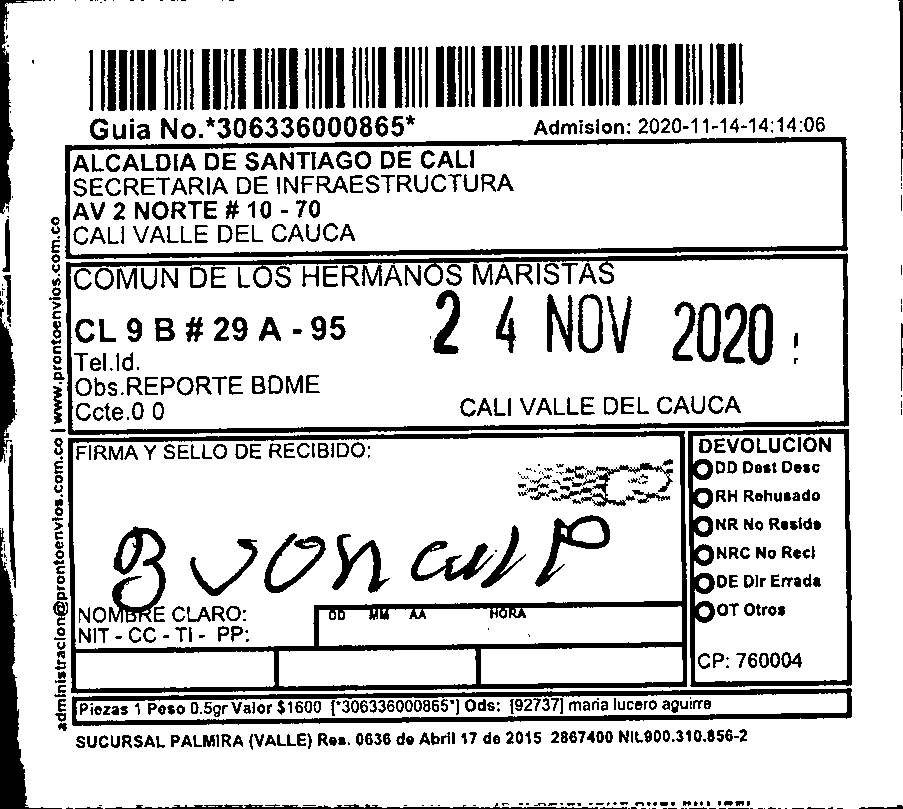 Guia No.*306336000865* Admision: 2020-11-14-14:14:06
ALCALDIA DE SANTIAGO DE CALI
SECRETARIA DE INFRAESTRUCTURA
AV 2 NORTE # 10 - 70
CALI VALLE DEL CAUCA
COMUN DE LOS HERMANOS MARISTAS
24 NOV 2020
CL 9 B # 29 A - 95
Tel.Id.
Obs.REPORTE BDME
Ccte.0 0 CALI VALLE DEL CAUCA
administracion@prontoenvios.com.co | www.prontoenvios.com.co
FIRMA Y SELLO DE RECIBIDO:
DEVOLUCION
DD Dest Desc
RH Rehusado
NR No Reside
NRC No Recl
DE Dir Errada
OT Otros
CP: 760004
NOMBRE CLARO:
NIT - CC - TI - PP:
DD MM AA HORA
Piezas 1 Peso 0.5gr Valor $1600 [*306336000865*] Ods: [92737] maria lucero aguirre
SUCURSAL PALMIRA (VALLE) Res. 0636 de Abril 17 de 2015 2867400 Nit.900.310.856-2